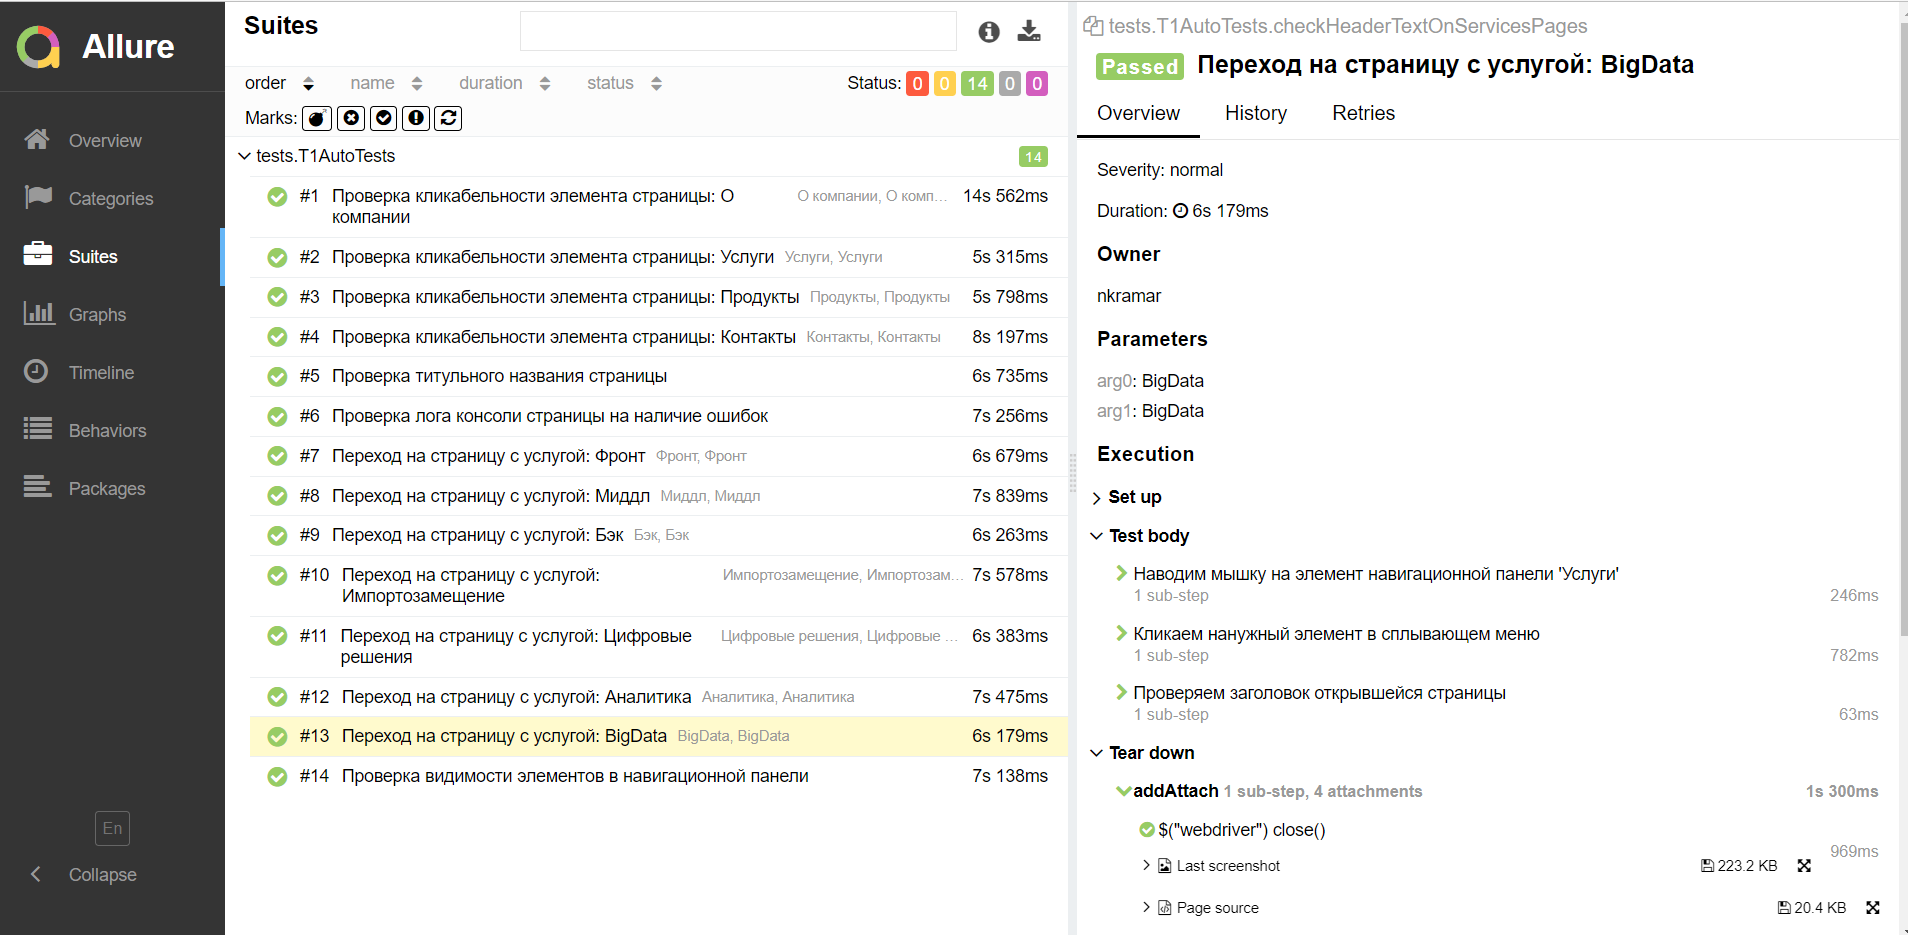 Allure
Overview
Categories
Suites
Graphs
Timeline
Behaviors
Packages
En
Collapse
Suites
order name duration status Status: 0 0 14 0 0
Marks:
tests.T1AutoTests 14
#1 Проверка кликабельности элемента страницы: О О компании, О комп... 14s 562ms
компании
#2 Проверка кликабельности элемента страницы: Услуги Услуги, Услуги 5s 315ms
#3 Проверка кликабельности элемента страницы: Продукты Продукты, Продукты 5s 798ms
#4 Проверка кликабельности элемента страницы: Контакты Контакты, Контакты 8s 197ms
#5 Проверка титульного названия страницы 6s 735ms
#6 Проверка лога консоли страницы на наличие ошибок 7s 256ms
#7 Переход на страницу с услугой: Фронт Фронт, Фронт 6s 679ms
#8 Переход на страницу с услугой: Миддл Миддл, Миддл 7s 839ms
#9 Переход на страницу с услугой: Бэк Бэк, Бэк 6s 263ms
#10 Переход на страницу с услугой: Импортозамещение, Импортозам... 7s 578ms
Импортозамещение
#11 Переход на страницу с услугой: Цифровые Цифровые решения, Цифровые ... 6s 383ms
решения
#12 Переход на страницу с услугой: Аналитика Аналитика, Аналитика 7s 475ms
#13 Переход на страницу с услугой: BigData BigData, BigData 6s 179ms
#14 Проверка видимости элементов в навигационной панели 7s 138ms
tests.T1AutoTests.checkHeaderTextOnServicesPages
Passed Переход на страницу с услугой: BigData
Overview History Retries
Severity: normal
Duration: 6s 179ms
Owner
nkramar
Parameters
arg0: BigData
arg1: BigData
Execution
Set up
Test body
Наводим мышку на элемент навигационной панели 'Услуги'
1 sub-step 246ms
Кликаем нанужный элемент в сплывающем меню
1 sub-step 782ms
Проверяем заголовок открывшейся страницы
1 sub-step 63ms
Tear down
addAttach 1 sub-step, 4 attachments 1s 300ms
$("webdriver") close()
969ms
Last screenshot 223.2 KB
Page source 20.4 KB